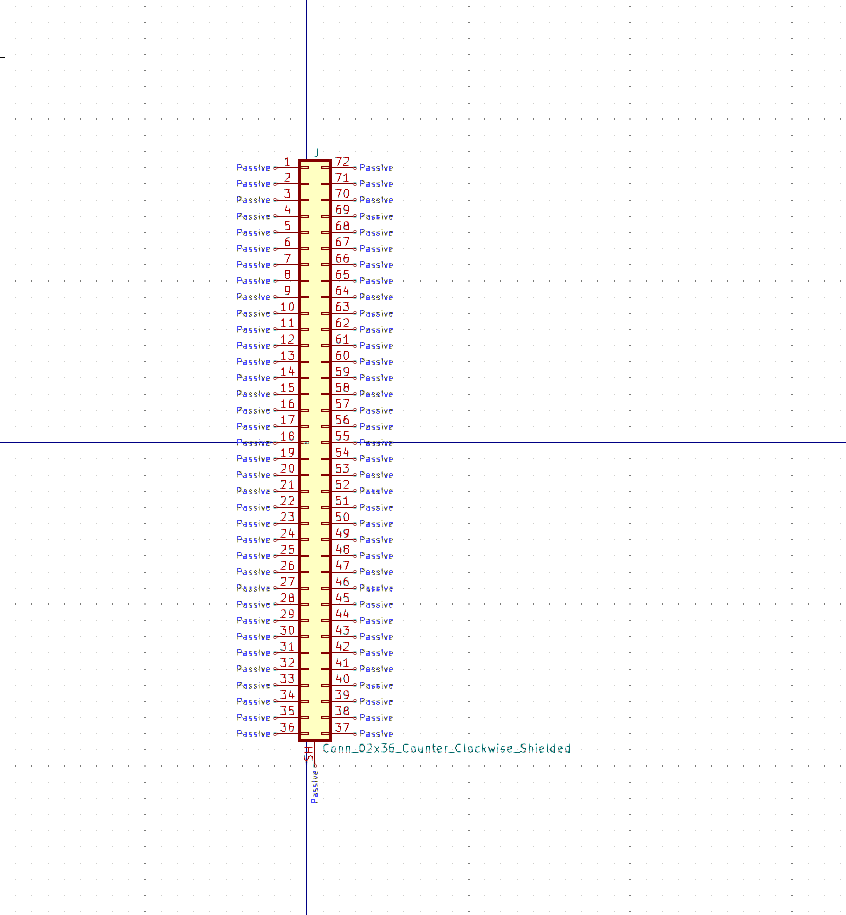 J
Passive 1 72 Passive
Passive 2 71 Passive
Passive 3 70 Passive
Passive 4 69 Passive
Passive 5 68 Passive
Passive 6 67 Passive
Passive 7 66 Passive
Passive 8 65 Passive
Passive 9 64 Passive
Passive 10 63 Passive
Passive 11 62 Passive
Passive 12 61 Passive
Passive 13 60 Passive
Passive 14 59 Passive
Passive 15 58 Passive
Passive 16 57 Passive
Passive 17 56 Passive
Passive 18 55 Passive
Passive 19 54 Passive
Passive 20 53 Passive
Passive 21 52 Passive
Passive 22 51 Passive
Passive 23 50 Passive
Passive 24 49 Passive
Passive 25 48 Passive
Passive 26 47 Passive
Passive 27 46 Passive
Passive 28 45 Passive
Passive 29 44 Passive
Passive 30 43 Passive
Passive 31 42 Passive
Passive 32 41 Passive
Passive 33 40 Passive
Passive 34 39 Passive
Passive 35 38 Passive
Passive 36 37 Passive
SH
Conn_02x36_Counter_Clockwise_Shielded
Passive